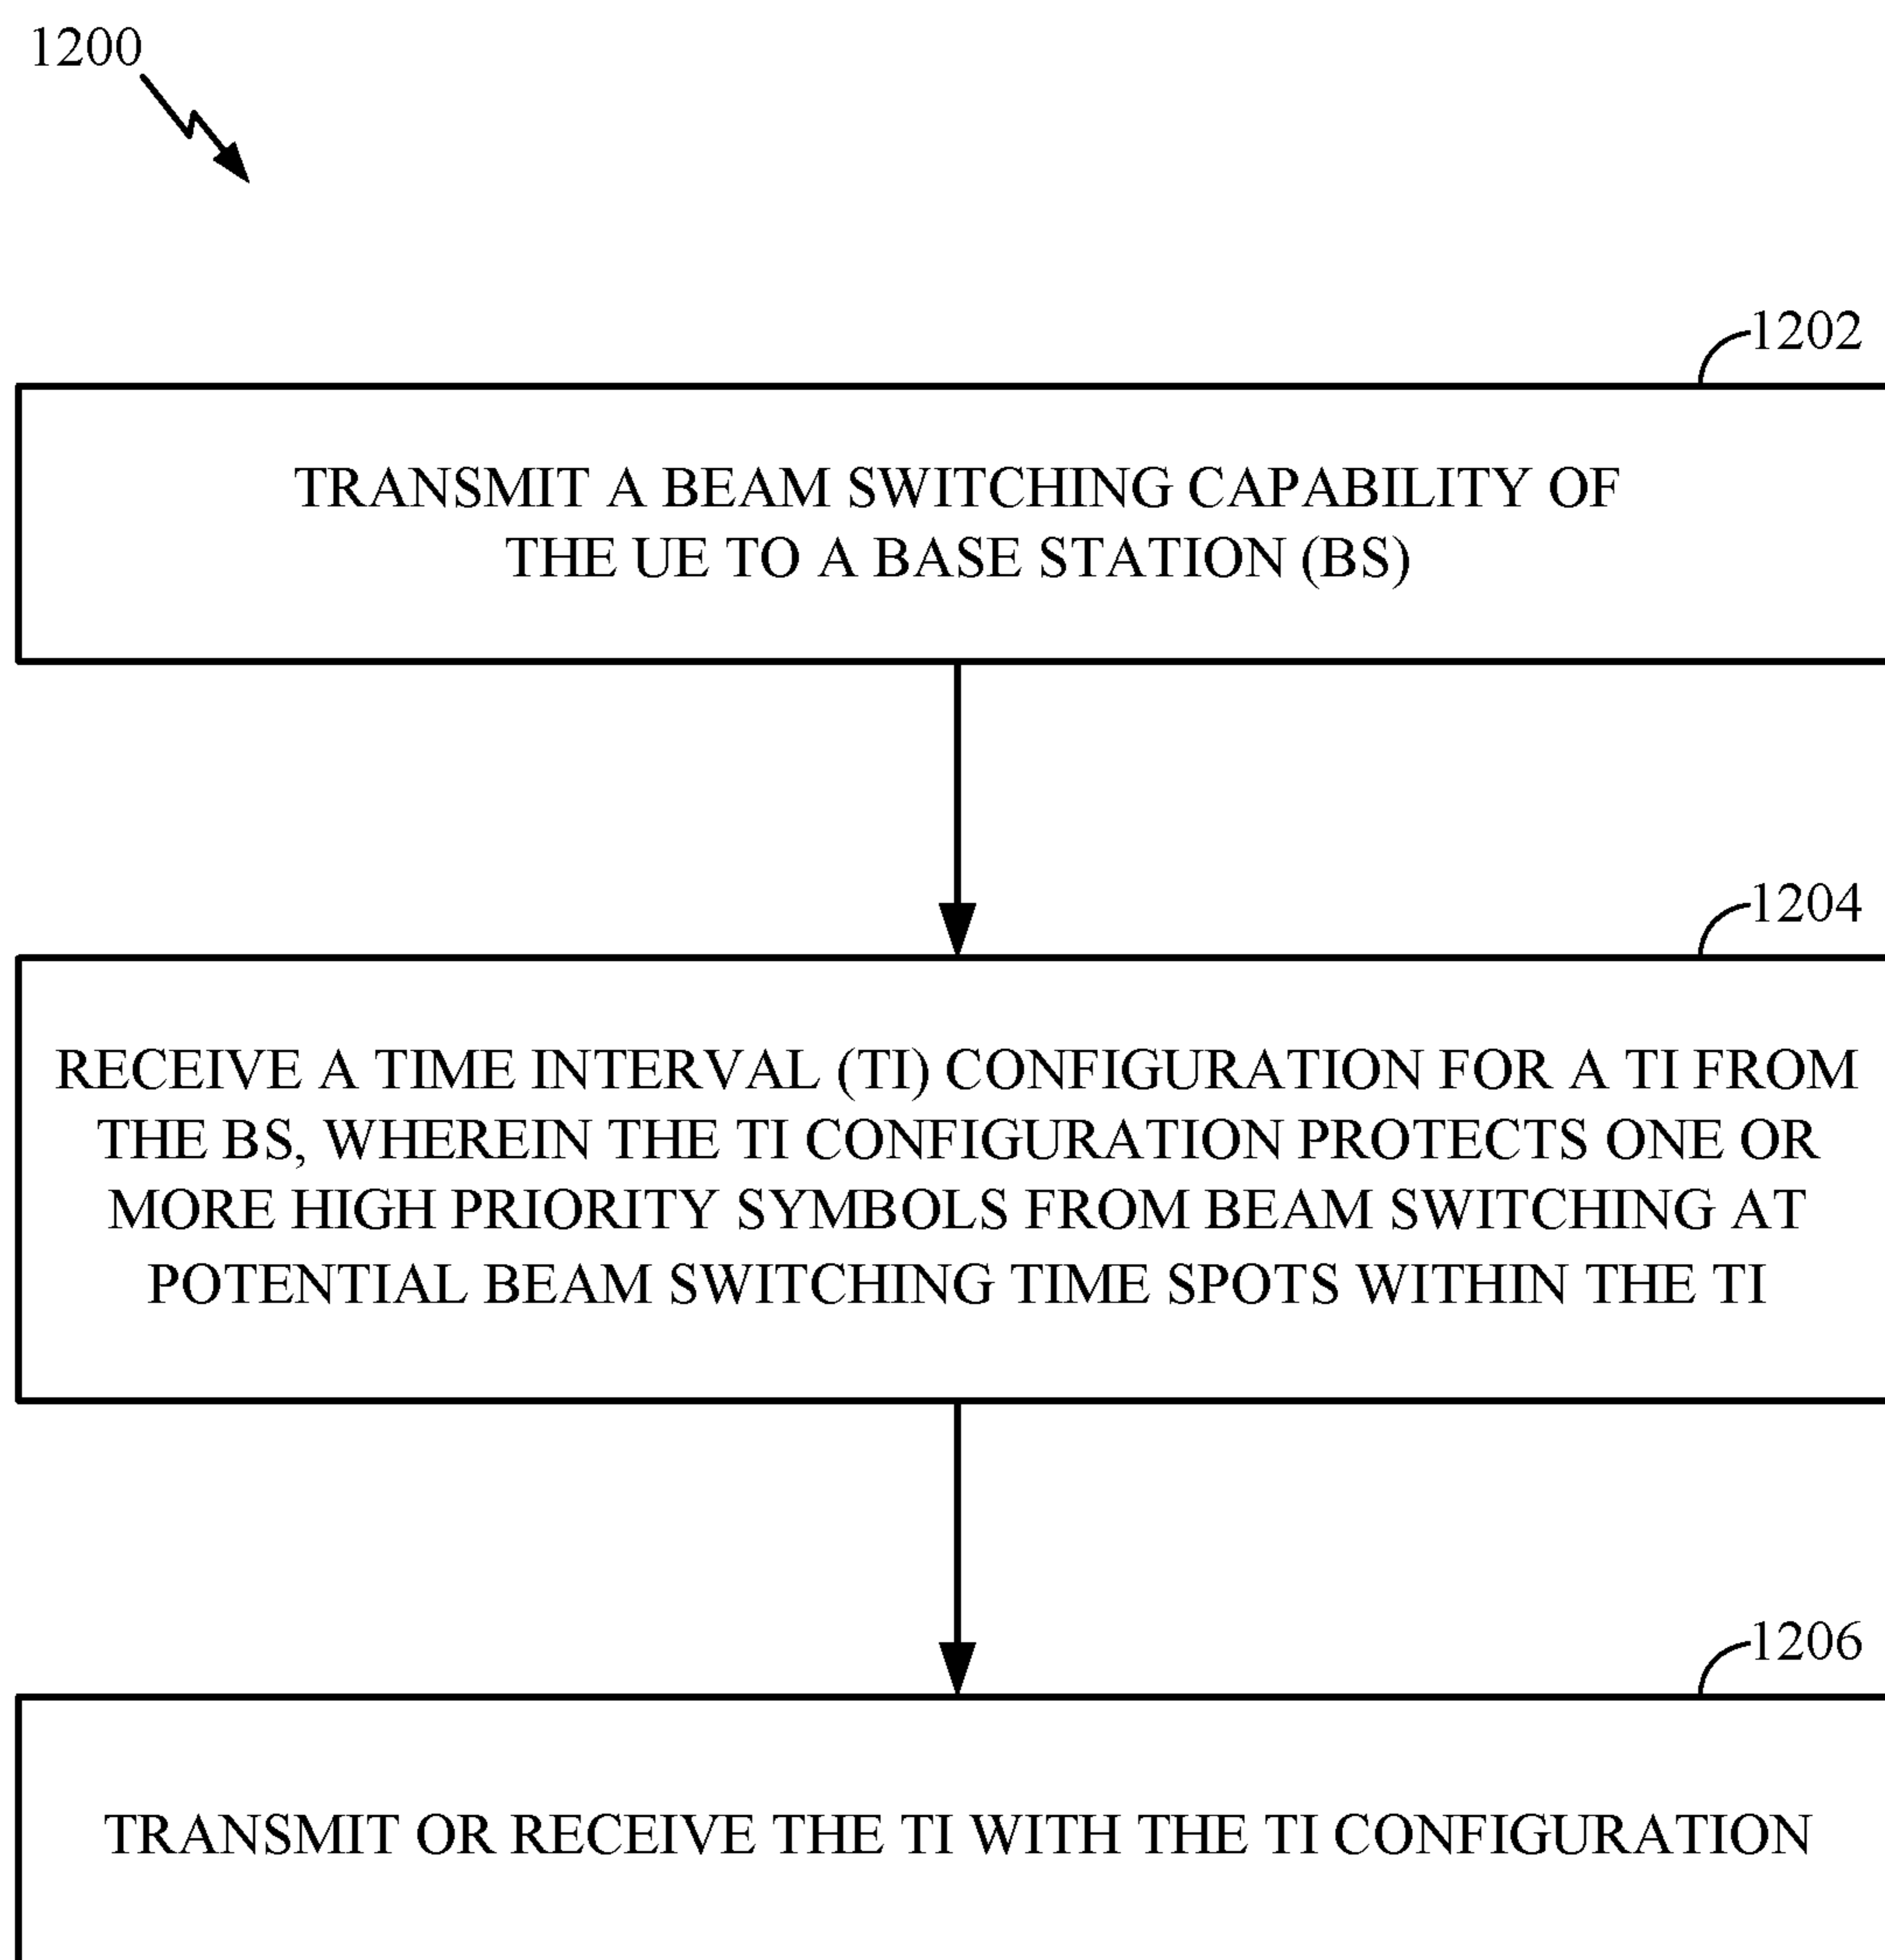 1200
1202
TRANSMIT A BEAM SWITCHING CAPABILITY OF
THE UE TO A BASE STATION (BS)
1204
RECEIVE A TIME INTERVAL (TI) CONFIGURATION FOR A TI FROM
THE BS, WHEREIN THE TI CONFIGURATION PROTECTS ONE OR
MORE HIGH PRIORITY SYMBOLS FROM BEAM SWITCHING AT
POTENTIAL BEAM SWITCHING TIME SPOTS WITHIN THE TI
1206
TRANSMIT OR RECEIVE THE TI WITH THE TI CONFIGURATION